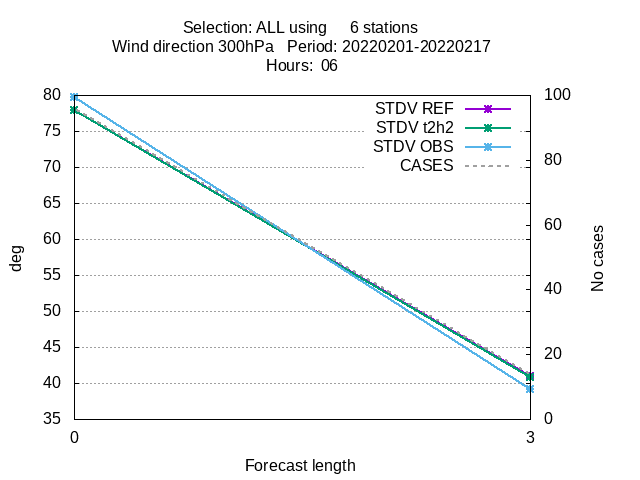 Selection: ALL using     6 stations
Wind direction 300hPa   Period: 20220201-20220217
Hours:  06
STDV REF
STDV t2h2
STDV OBS
CASES
80
75
70
65
60
55
50
45
40
35
deg
100
80
60
40
20
0
No cases
0
3
Forecast length